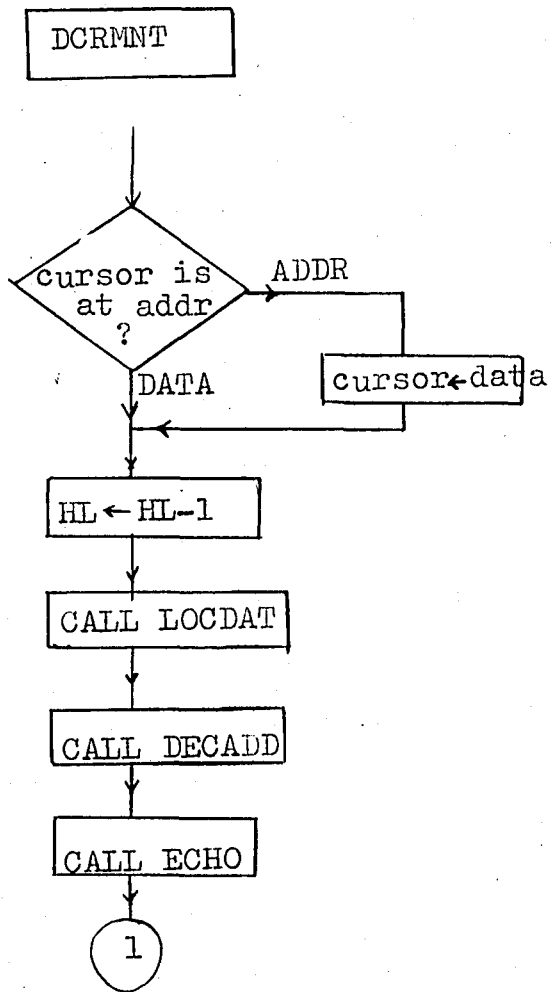 DCRMNT
cursor is
at addr
?
ADDR
cursor←data
DATA
HL ← HL-1
CALL LOCDAT
CALL DECADD
CALL ECHO
1